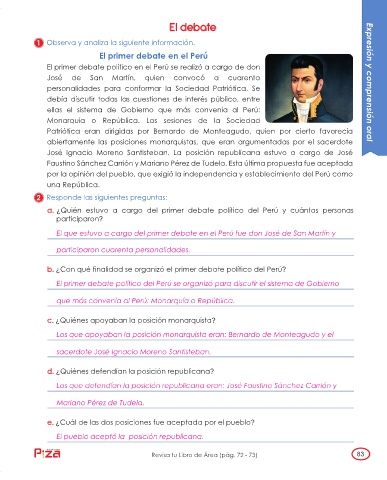 El debate
1 Observa y analiza la siguiente información.
El primer debate en el Perú
El primer debate político en el Perú se realizó a cargo de don
José de San Martín, quien convocó a cuarenta
personalidades para conformar la Sociedad Patriótica. Se
debía discutir todas las cuestiones de interés público, entre
ellas el sistema de Gobierno que más convenía al Perú:
Monarquía o República. Las sesiones de la Sociedad
Patriótica eran dirigidas por Bernardo de Monteagudo, quien por cierto favorecía
abiertamente las posiciones monarquistas, que eran argumentadas por el sacerdote
José Ignacio Moreno Santisteban. La posición republicana estuvo a cargo de José
Faustino Sánchez Carrión y Mariano Pérez de Tudela. Esta última propuesta fue aceptada
por la opinión del pueblo, que exigió la independencia y establecimiento del Perú como
una República.
2 Responde las siguientes preguntas:
a. ¿Quién estuvo a cargo del primer debate político del Perú y cuántas personas
participaron?
El que estuvo a cargo del primer debate en el Perú fue don José de San Martín y
participaron cuarenta personalidades.
b. ¿Con qué finalidad se organizó el primer debate político del Perú?
El primer debate político del Perú se organizó para discutir el sistema de Gobierno
que más convenía al Perú: Monarquía o República.
c. ¿Quiénes apoyaban la posición monarquista?
Los que apoyaban la posición monarquista eran: Bernardo de Monteagudo y el
sacerdote José Ignacio Moreno Santisteban.
d. ¿Quiénes defendían la posición republicana?
Los que defendían la posición republicana eran: José Faustino Sánchez Carrión y
Mariano Pérez de Tudela.
e. ¿Cuál de las dos posiciones fue aceptada por el pueblo?
El pueblo aceptó la posición republicana.
Expresión y comprensión oral
Revisa tu Libro de Área (pág. 72 - 73)
83